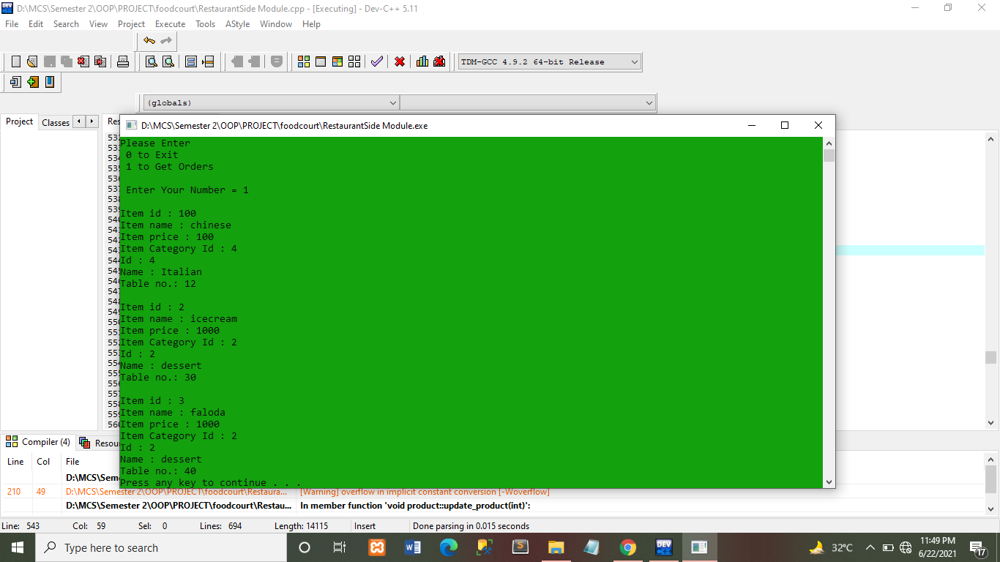 D:\MCS\Semester 2\OOP\PROJECT\foodcourt\RestaurantSide Module.cpp - [Executing] - Dev-C++ 5.11
File Edit Search View Project Execute Tools AStyle Window Help
TDM-GCC 4.9.2 64-bit Release
(globals)
Project Classes Res
D:\MCS\Semester 2\OOP\PROJECT\foodcourt\RestaurantSide Module.exe
Please Enter
0 to Exit
1 to Get Orders
Enter Your Number = 1
Item id : 100
Item name : chinese
Item price : 100
Item Category Id : 4
Id : 4
Name : Italian
Table no.: 12
Item id : 2
Item name : icecream
Item price : 1000
Item Category Id : 2
Id : 2
Name : dessert
Table no.: 30
Item id : 3
Item name : faloda
Item price : 1000
Item Category Id : 2
Id : 2
Name : dessert
Table no.: 40
Press any key to continue . . .
Compiler (4) Resou
Line Col File
D:\MCS\Sem
210 49 D:\MCS\Semester 2\OOP\PROJECT\foodcourt\Restaura... [Warning] overflow in implicit constant conversion [-Woverflow]
D:\MCS\Semester 2\OOP\PROJECT\foodcourt\Restau... In member function 'void product::update_product(int)':
Line: 543 Col: 59 Sel: 0 Lines: 694 Length: 14115 Insert Done parsing in 0.015 seconds
Type here to search
32°C
11:49 PM
6/22/2021
17